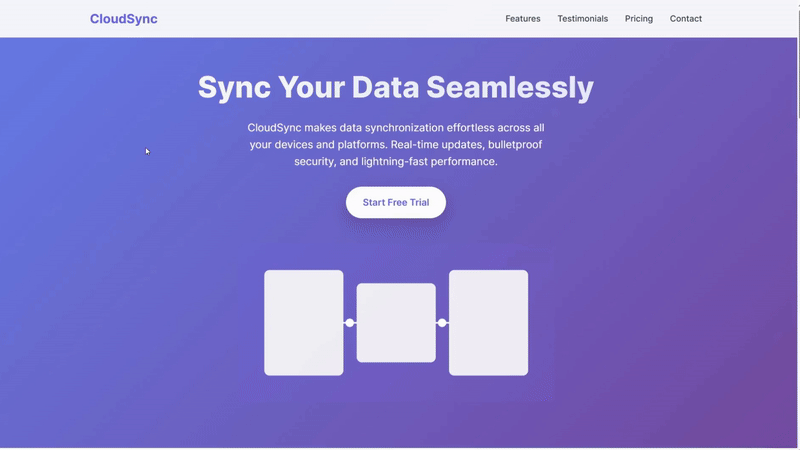 CloudSync
Features Testimonials Pricing Contact
Sync Your Data Seamlessly
CloudSync makes data synchronization effortless across all
your devices and platforms. Real-time updates, bulletproof
security, and lightning-fast performance.
Start Free Trial